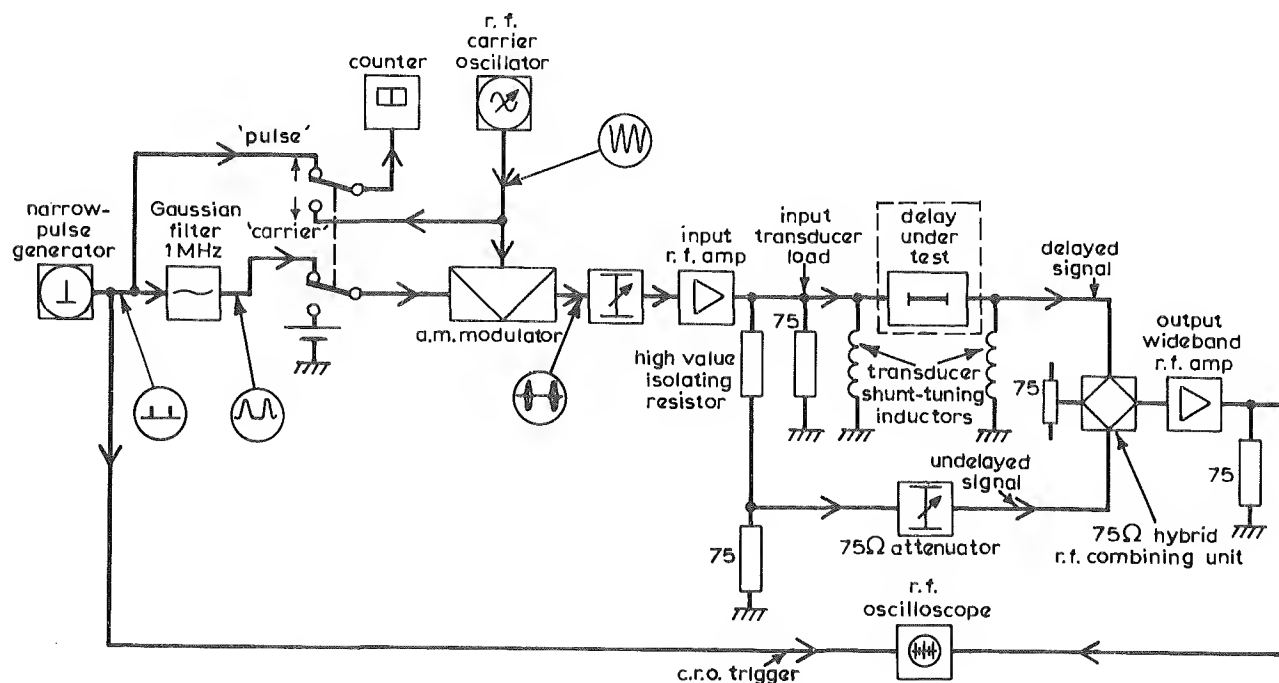 r. f.
carrier
oscillator
counter
'pulse'
narrow-
pulse
generator
Gaussian
filter
1MHz
'carrier'
a.m. modulator
input
r.f. amp
input
transducer
load
delay
under
test
delayed
signal
75
high value
isolating
resistor
transducer
shunt-tuning
inductors
75
output
wideband
r.f. amp
75
undelayed
signal
75
75Ω attenuator
75Ω hybrid
r.f. combining unit
r.f.
oscilloscope
c.r.o. trigger